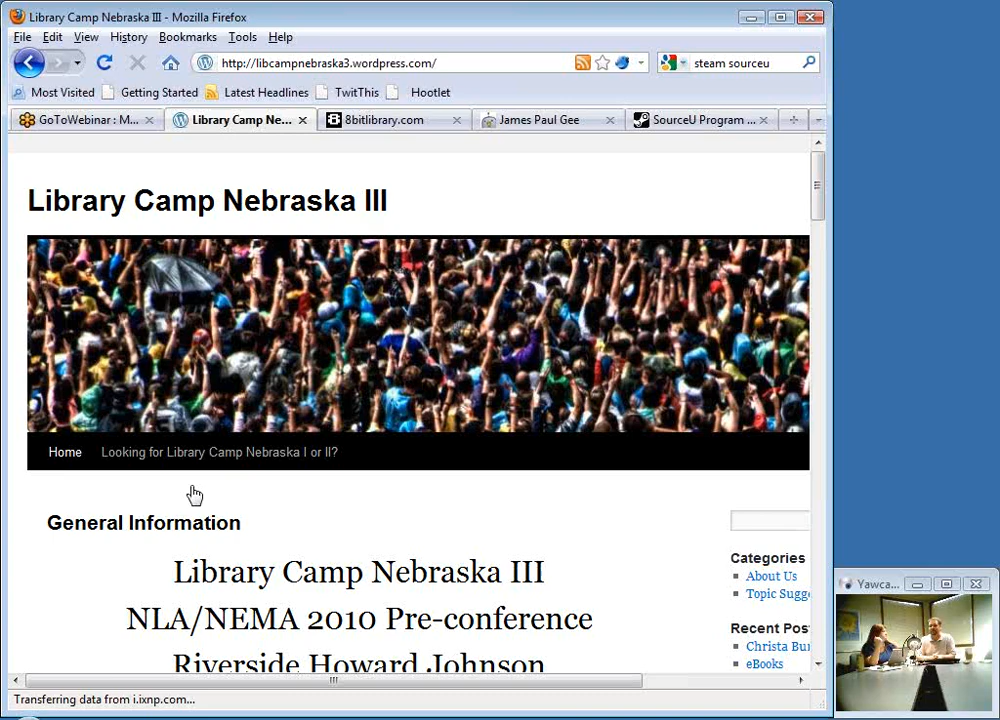 Library Camp Nebraska III - Mozilla Firefox
File Edit View History Bookmarks Tools Help
http://libcampnebraska3.wordpress.com/
steam sourceu
Most Visited Getting Started Latest Headlines TwitThis Hootlet
GoToWebinar : M... Library Camp Ne... 8bitlibrary.com James Paul Gee SourceU Program ...
Library Camp Nebraska III
Home Looking for Library Camp Nebraska I or II?
General Information
Library Camp Nebraska III
NLA/NEMA 2010 Pre-conference
Riverside Howard Johnson
Categories
About Us
Topic Sugg
Recent Pos
Christa Bu
eBooks
Yawca...
Transferring data from i.ixnp.com...